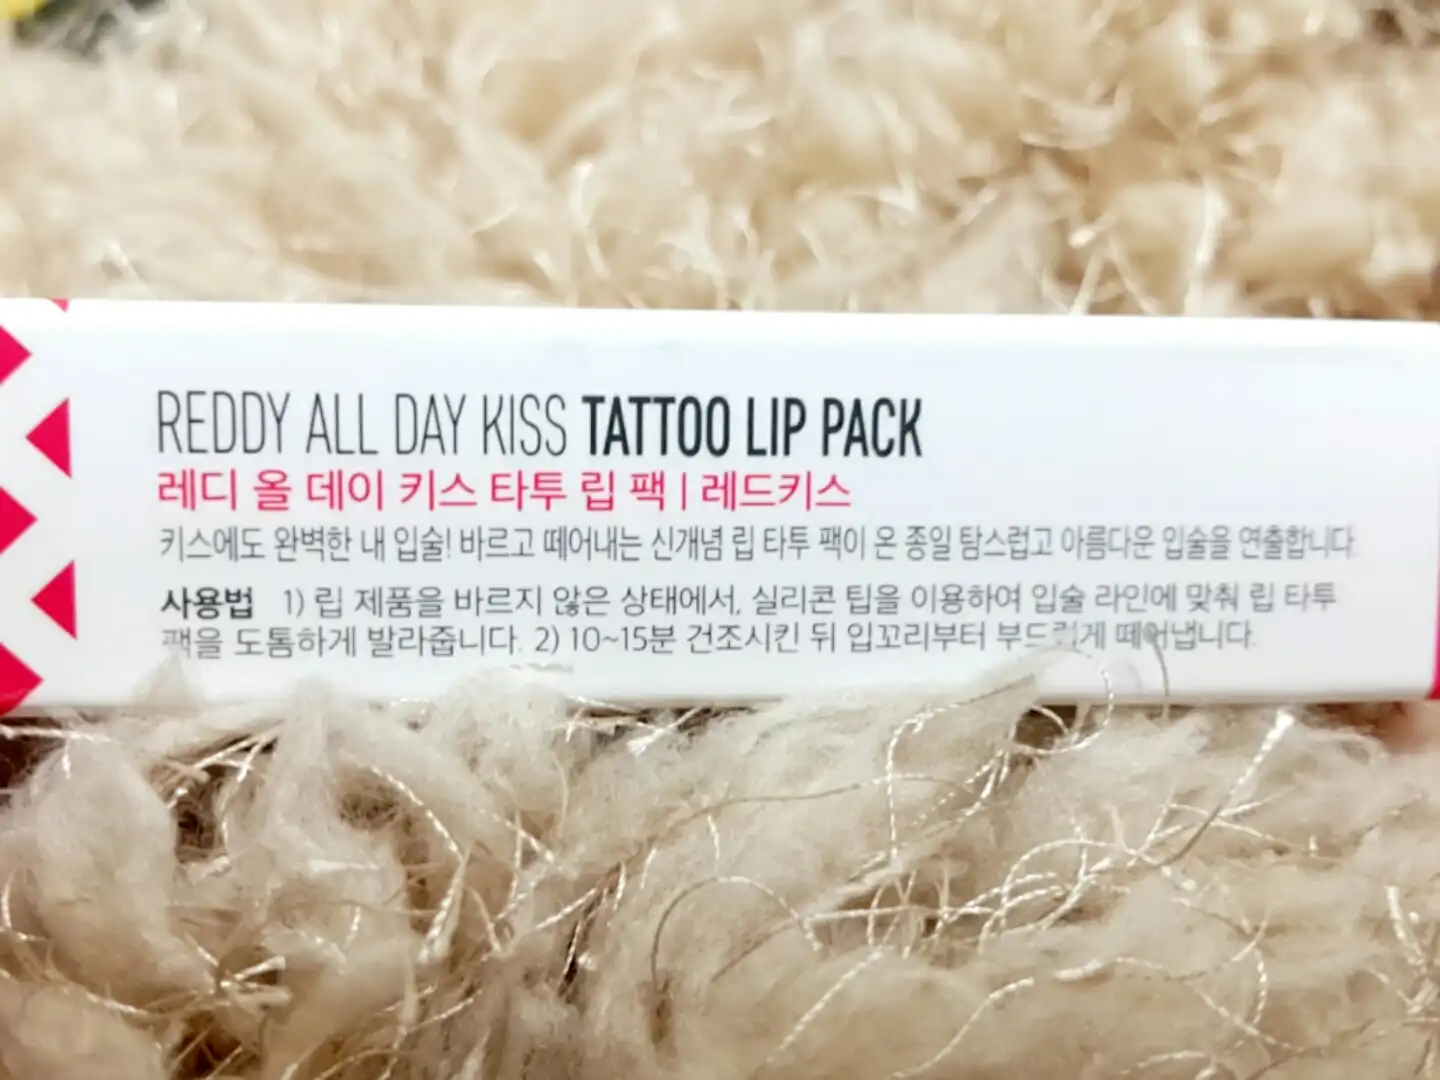 REDDY ALL DAY KISS TATTOO LIP PACK
레디 올 데이 키스 타투 립 팩 | 레드키스
키스에도 완벽한 내 입술! 바르고 떼어내는 신개념 립 타투 팩이 온 종일 탐스럽고 아름다운 입술을 연출합니다.
사용법 1) 립 제품을 바르지 않은 상태에서, 실리콘 팁을 이용하여 입술 라인에 맞춰 립 타투
팩을 도톰하게 발라줍니다. 2) 10~15분 건조시킨 뒤 입꼬리부터 부드럽게 떼어냅니다.